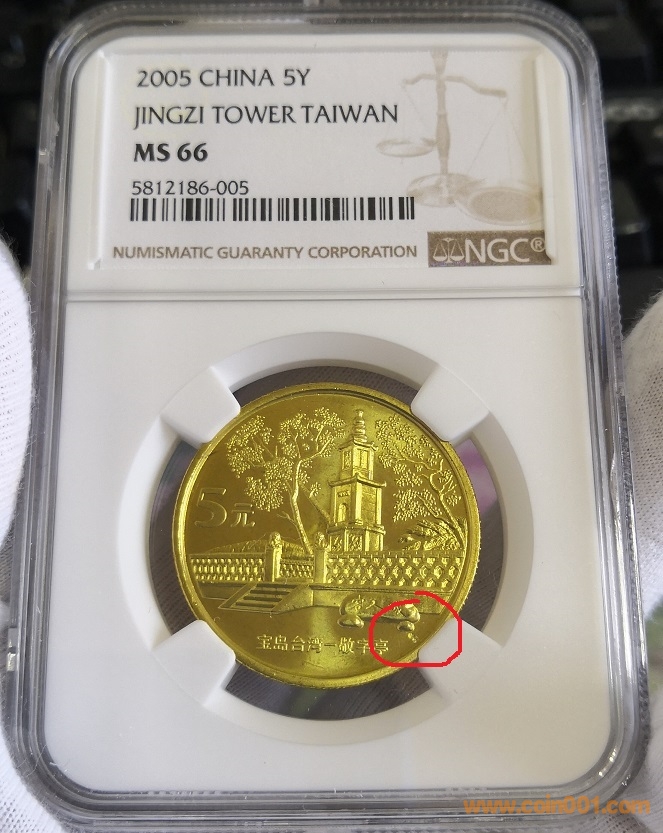 2005 CHINA 5Y
JINGZI TOWER TAIWAN
MS 66
5812186-005
NUMISMATIC GUARANTY CORPORATION
NGC®
5元
宝岛台湾-敬字亭
www.coin001.com